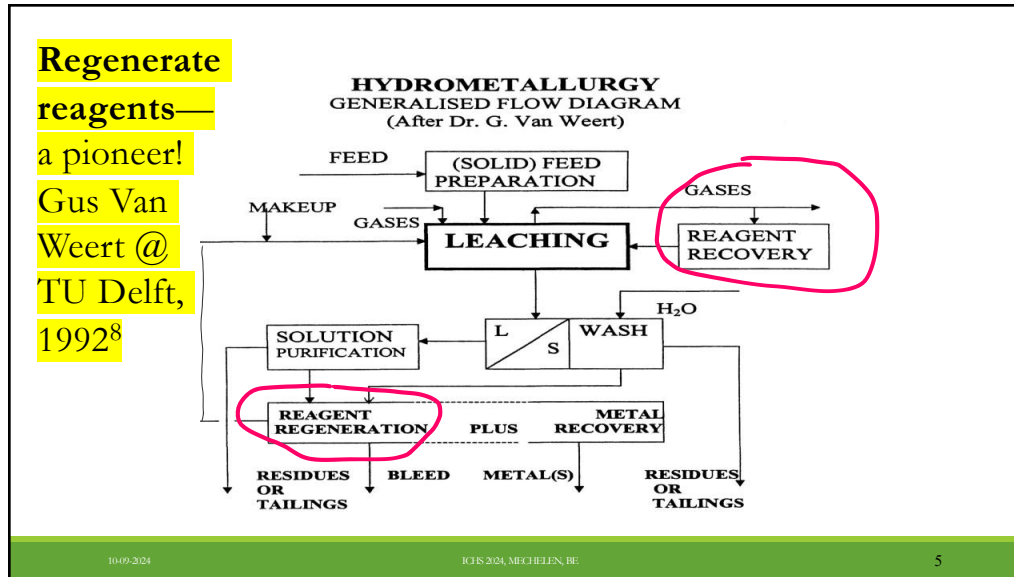 Regenerate
reagents—
a pioneer!
Gus Van
Weert @
TU Delft,
1992⁸
HYDROMETALLURGY
GENERALISED FLOW DIAGRAM
(After Dr. G. Van Weert)
FEED
(SOLID) FEED
PREPARATION
MAKEUP
GASES
GASES
LEACHING
REAGENT
RECOVERY
H₂O
L
S
WASH
SOLUTION
PURIFICATION
REAGENT
REGENERATION
PLUS
METAL
RECOVERY
RESIDUES
OR
TAILINGS
BLEED
METAL(S)
RESIDUES
OR
TAILINGS
10-09-2024
ICHS 2024, MECHELEN, BE
5